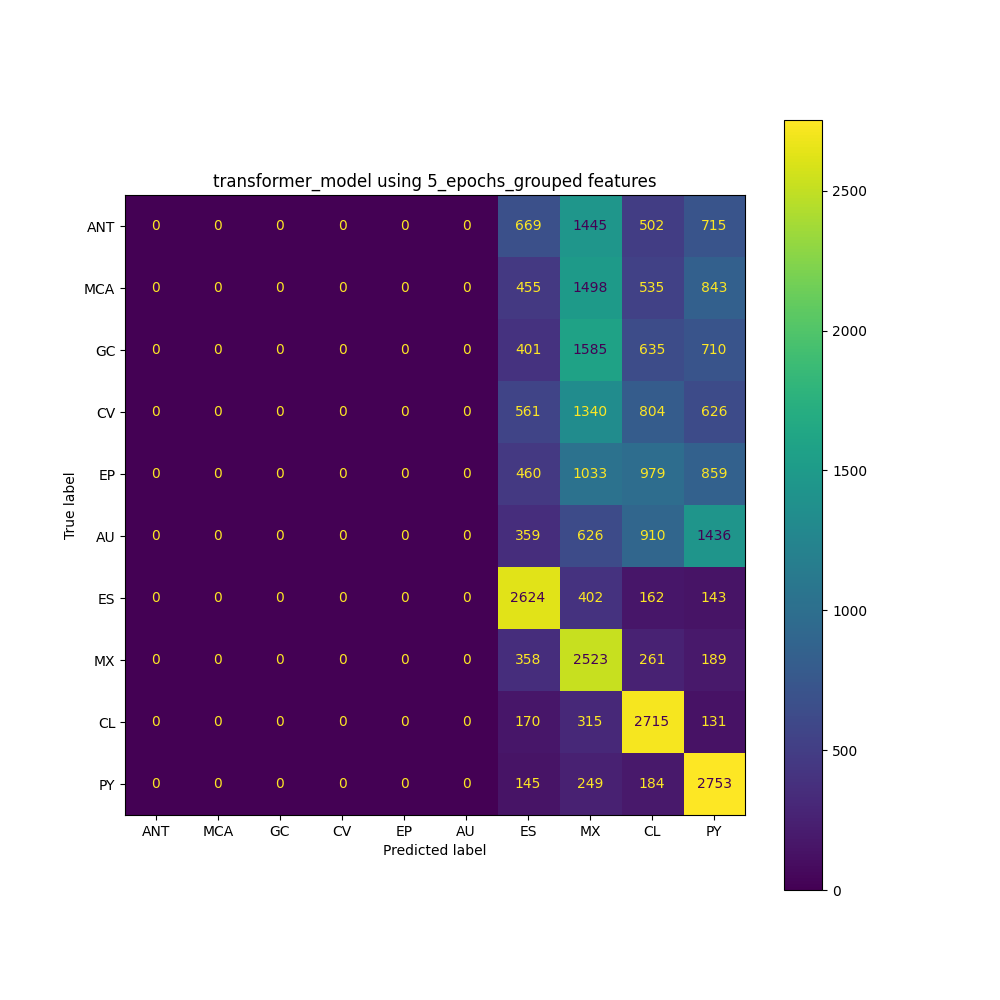 transformer_model using 5_epochs_grouped features
ANT 0 0 0 0 0 0 669 1445 502 715
MCA 0 0 0 0 0 0 455 1498 535 843
GC 0 0 0 0 0 0 401 1585 635 710
CV 0 0 0 0 0 0 561 1340 804 626
EP 0 0 0 0 0 0 460 1033 979 859
AU 0 0 0 0 0 0 359 626 910 1436
ES 0 0 0 0 0 0 2624 402 162 143
MX 0 0 0 0 0 0 358 2523 261 189
CL 0 0 0 0 0 0 170 315 2715 131
PY 0 0 0 0 0 0 145 249 184 2753
ANT MCA GC CV EP AU ES MX CL PY
Predicted label
True label
2500
2000
1500
1000
500
0